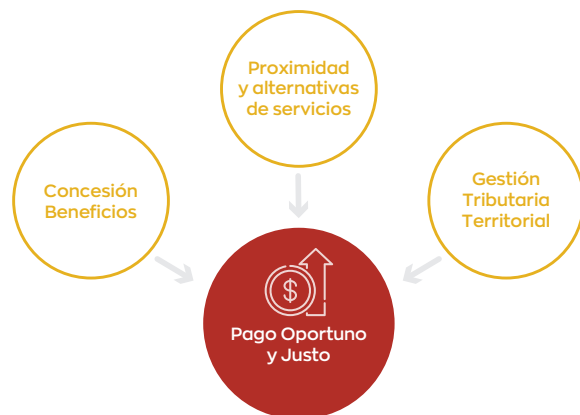 Proximidad
y alternativas
de servicios
Concesión
Beneficios
Gestión
Tributaria
Territorial
$
Pago Oportuno
y Justo